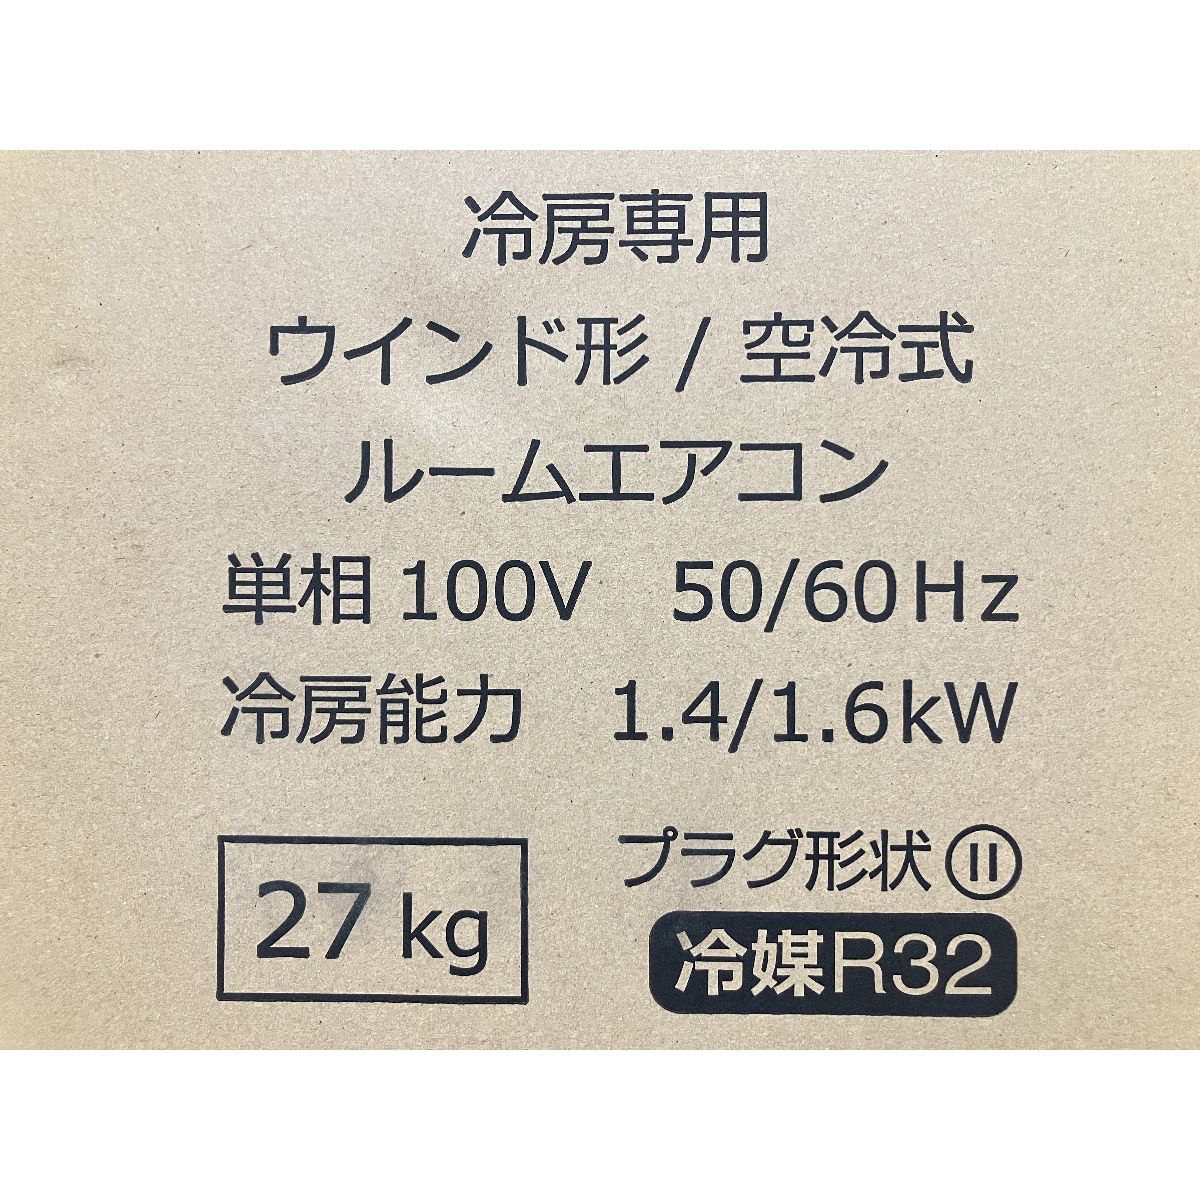 冷房専用
ウインド形 / 空冷式
ルームエアコン
単相 100V 50/60Hz
冷房能力 1.4/1.6kW
27 kg
プラグ形状
冷媒R32